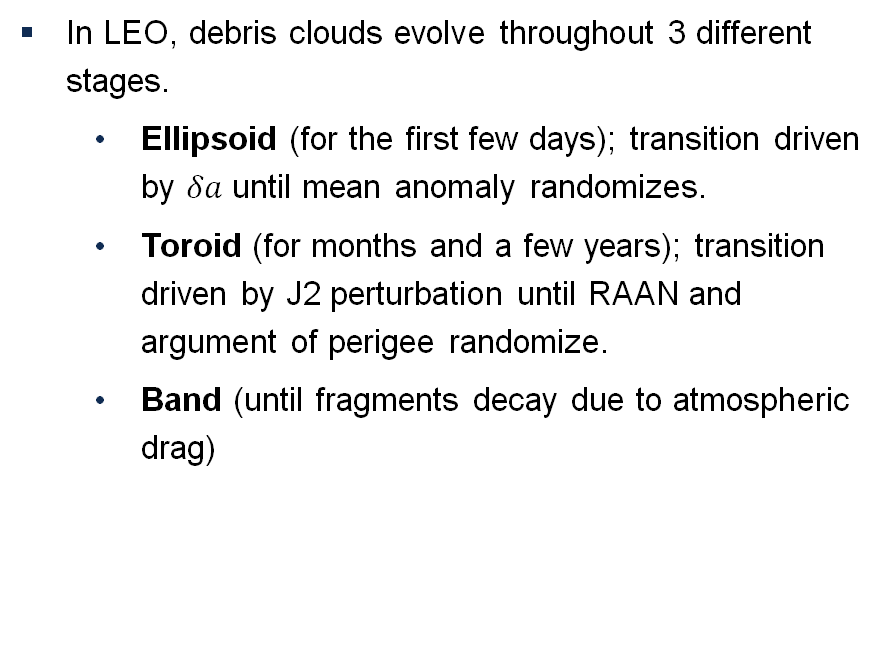 ▪ In LEO, debris clouds evolve throughout 3 different
stages.
• Ellipsoid (for the first few days); transition driven
by δa until mean anomaly randomizes.
• Toroid (for months and a few years); transition
driven by J2 perturbation until RAAN and
argument of perigee randomize.
• Band (until fragments decay due to atmospheric
drag)